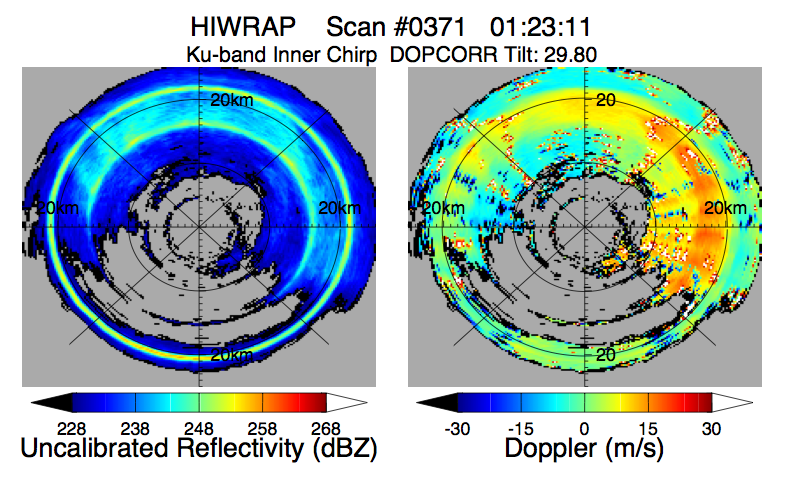 HIWRAP Scan #0371 01:23:11
Ku-band Inner Chirp DOPCORR Tilt: 29.80
20km 20
20km 20km 20km 20km
20km 20
228 238 248 258 268 -30 -15 0 15 30
Uncalibrated Reflectivity (dBZ) Doppler (m/s)